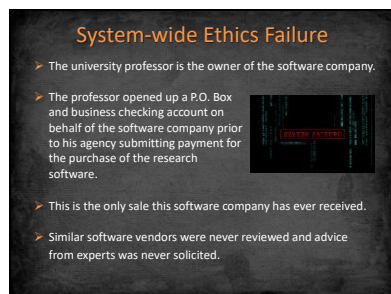 System-wide Ethics Failure
➢ The university professor is the owner of the software company.
➢ The professor opened up a P.O. Box
and business checking account on
behalf of the software company prior
to his agency submitting payment for
the purchase of the research
software.
SYSTEM FAILURE
➢ This is the only sale this software company has ever received.
➢ Similar software vendors were never reviewed and advice
from experts was never solicited.